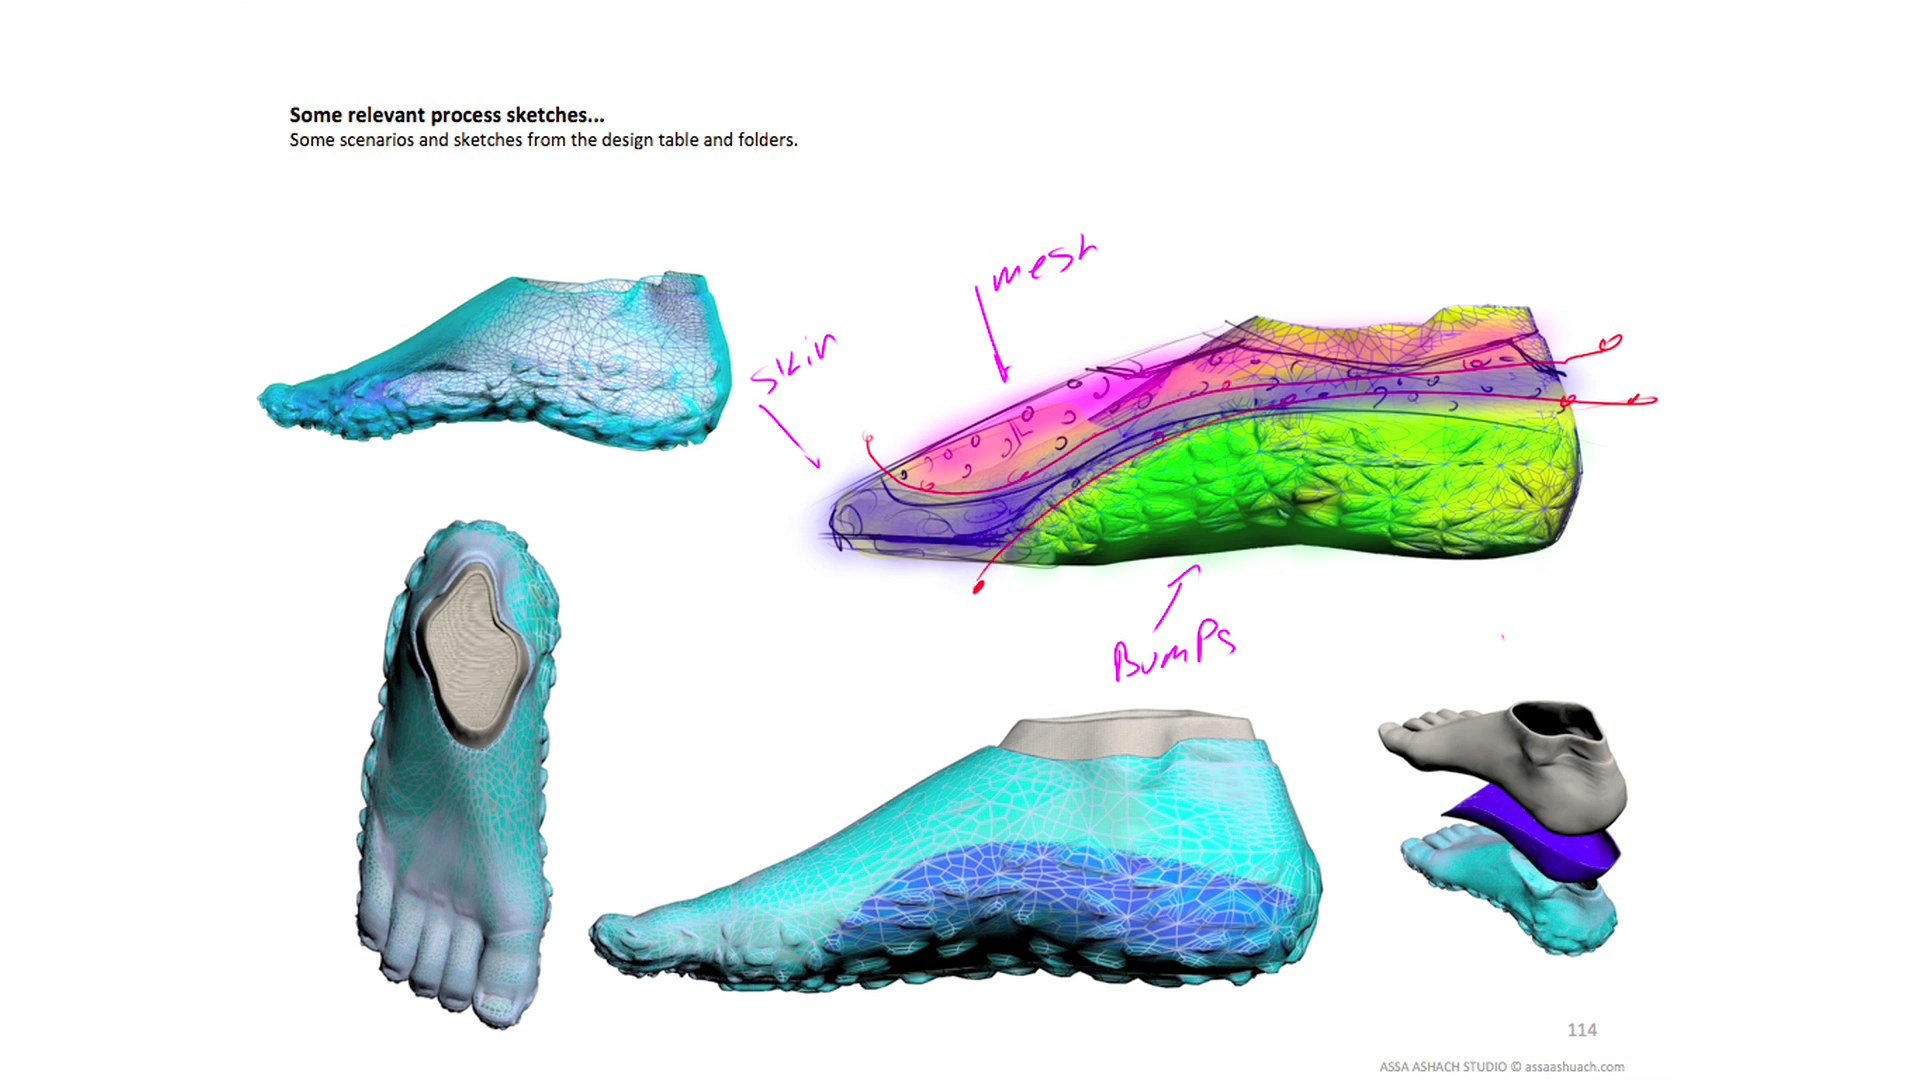 Some relevant process sketches...
Some scenarios and sketches from the design table and folders.
mesh
skin
BumPs
114
ASSA ASHACH STUDIO © assaashuach.com